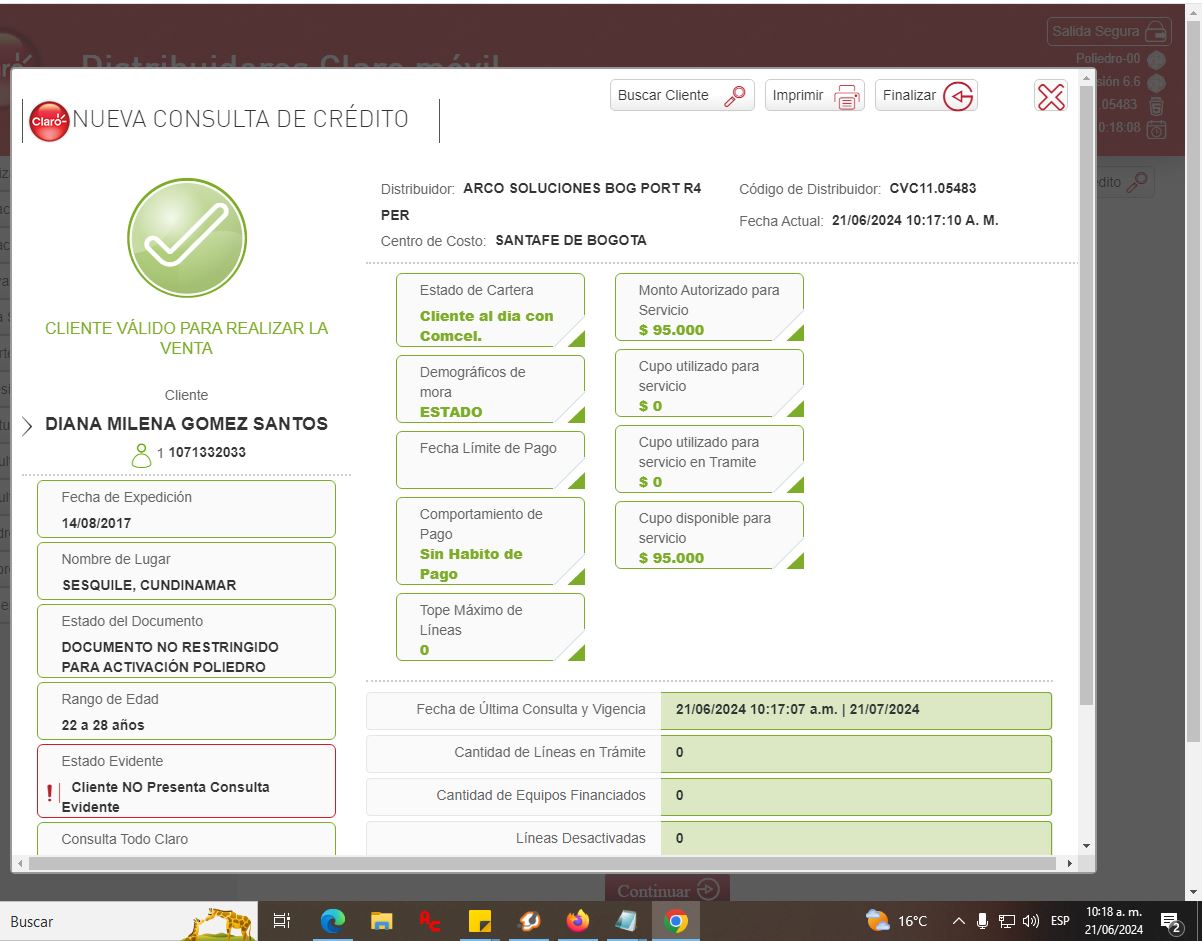 Distribuidores Claro móvil
Salida Segura
Poliedro-00
sión 6.6
.05483
0:18:08
dito
Buscar Cliente
Imprimir
Finalizar
Claro
NUEVA CONSULTA DE CRÉDITO
CLIENTE VÁLIDO PARA REALIZAR LA
VENTA
Cliente
DIANA MILENA GOMEZ SANTOS
1 1071332033
Fecha de Expedición
14/08/2017
Nombre de Lugar
SESQUILE, CUNDINAMAR
Estado del Documento
DOCUMENTO NO RESTRINGIDO
PARA ACTIVACIÓN POLIEDRO
Rango de Edad
22 a 28 años
Estado Evidente
! Cliente NO Presenta Consulta
Evidente
Consulta Todo Claro
Distribuidor: ARCO SOLUCIONES BOG PORT R4
PER
Centro de Costo: SANTAFE DE BOGOTA
Código de Distribuidor: CVC11.05483
Fecha Actual: 21/06/2024 10:17:10 A. M.
Estado de Cartera
Cliente al dia con
Comcel.
Demográficos de
mora
ESTADO
Fecha Límite de Pago
Comportamiento de
Pago
Sin Habito de
Pago
Tope Máximo de
Líneas
0
Monto Autorizado para
Servicio
$ 95.000
Cupo utilizado para
servicio
$ 0
Cupo utilizado para
servicio en Tramite
$ 0
Cupo disponible para
servicio
$ 95.000
Fecha de Última Consulta y Vigencia 21/06/2024 10:17:07 a.m. | 21/07/2024
Cantidad de Líneas en Trámite 0
Cantidad de Equipos Financiados 0
Líneas Desactivadas 0
Continuar
Buscar
16°C
ESP
10:18 a. m.
21/06/2024
2